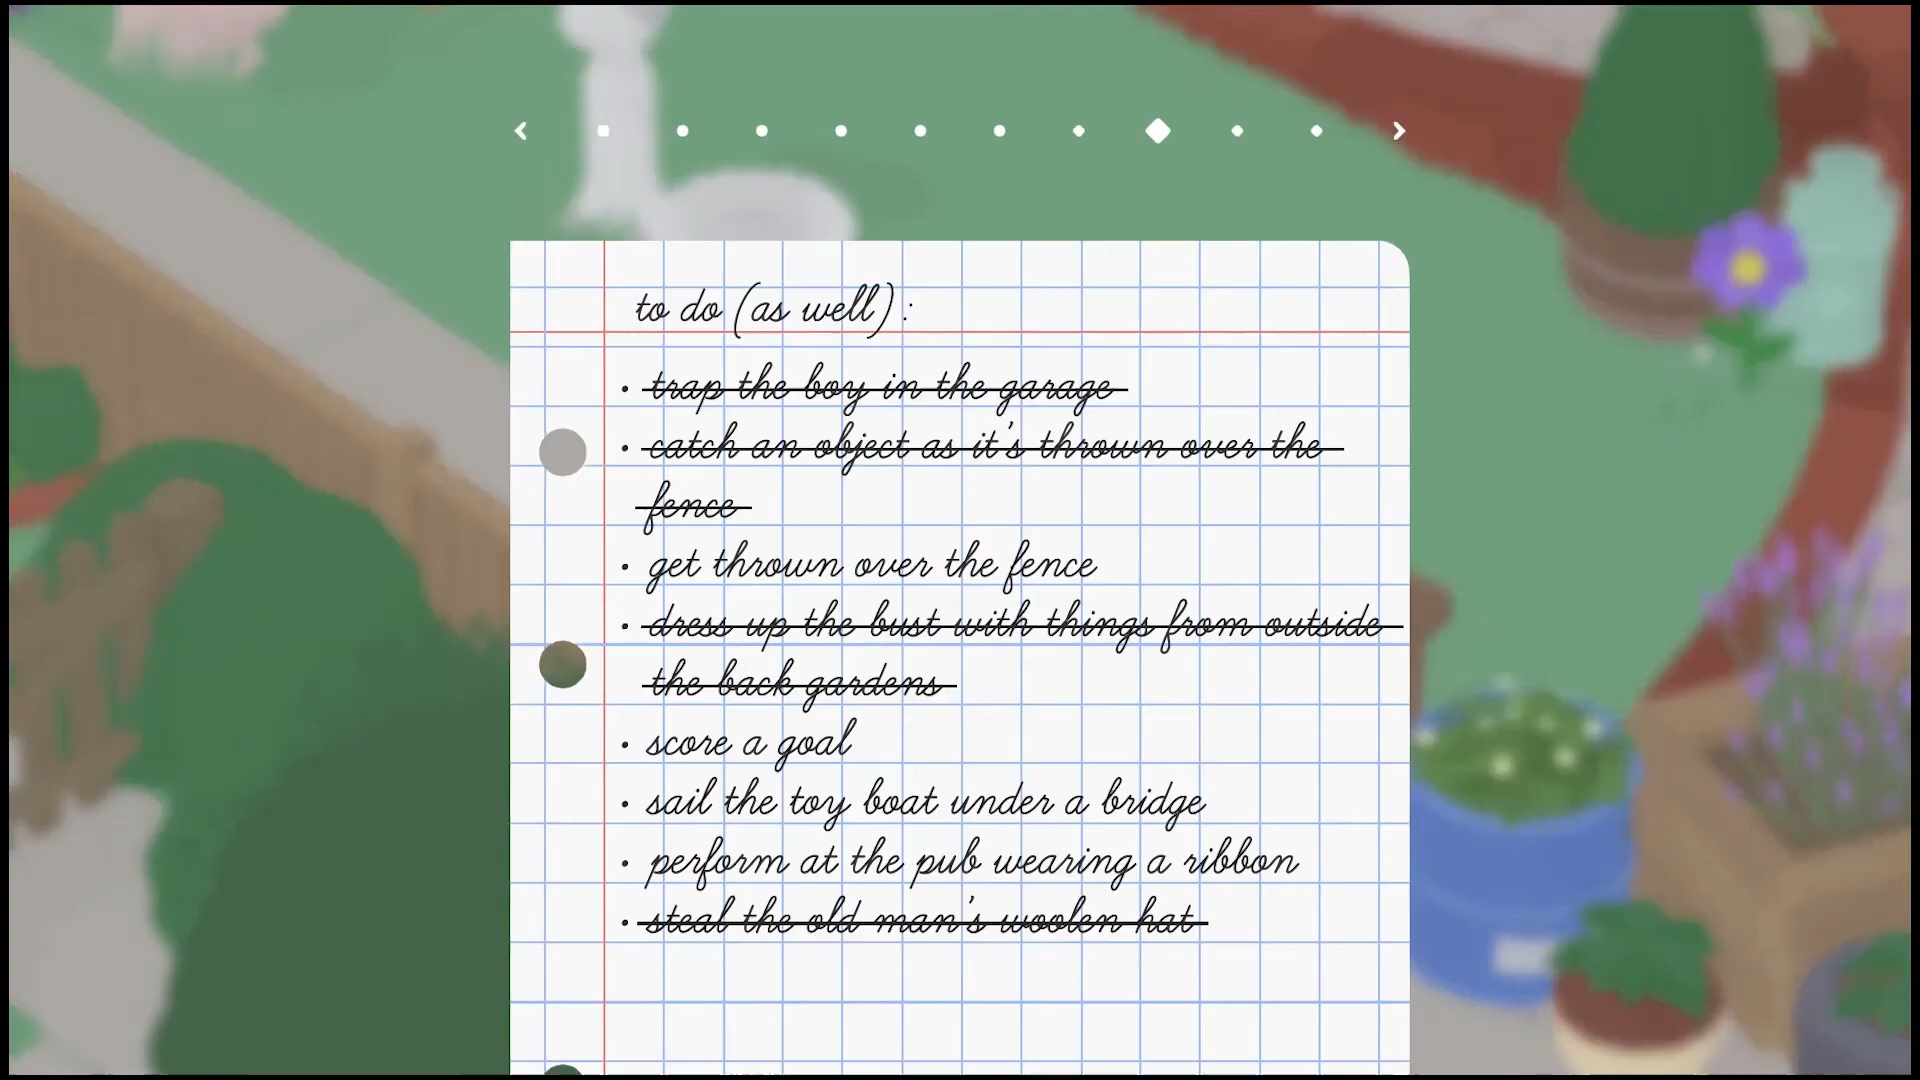 to do (as well):
• trap the boy in the garage
• catch an object as it's thrown over the
fence
• get thrown over the fence
• dress up the bust with things from outside
the back gardens
• score a goal
• sail the toy boat under a bridge
• perform at the pub wearing a ribbon
• steal the old man's woolen hat